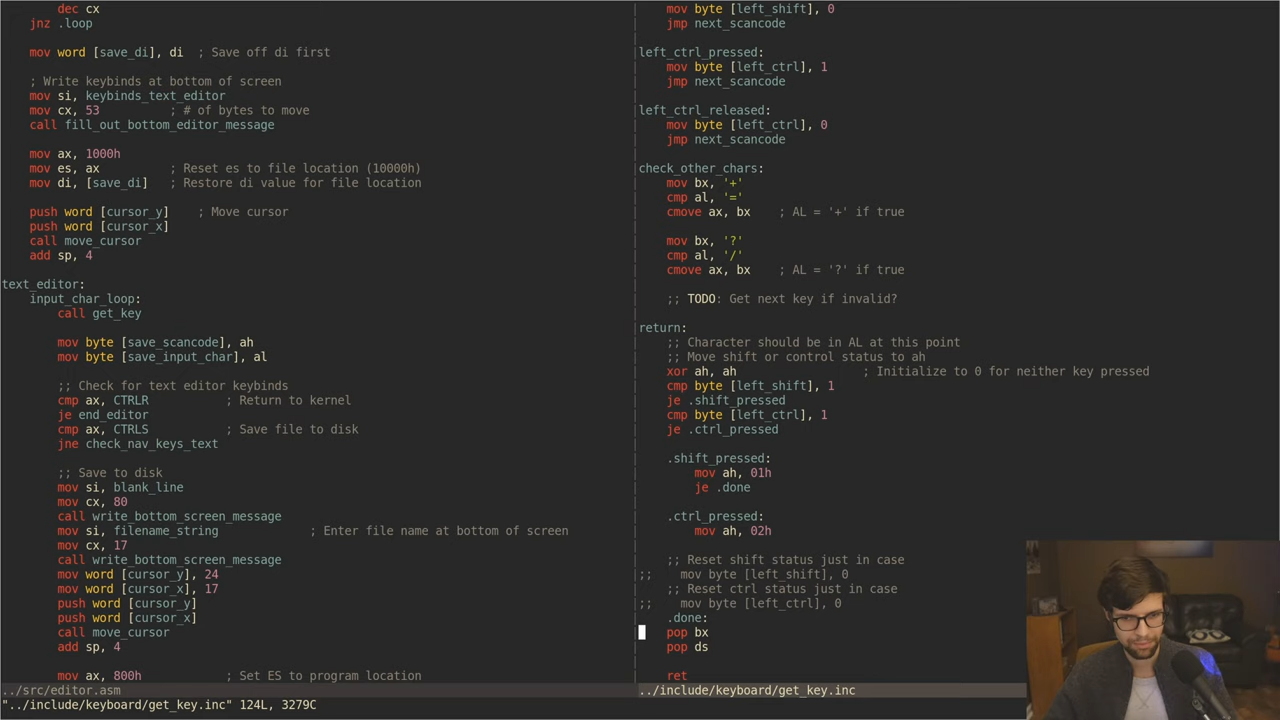 dec cx
jnz .loop
mov word [save_di], di  ; Save off di first
; Write keybinds at bottom of screen
mov si, keybinds_text_editor
mov cx, 53          ; # of bytes to move
call fill_out_bottom_editor_message
mov ax, 1000h
mov es, ax          ; Reset es to file location (10000h)
mov di, [save_di]   ; Restore di value for file location
push word [cursor_y]    ; Move cursor
push word [cursor_x]
call move_cursor
add sp, 4
text_editor:
input_char_loop:
call get_key
mov byte [save_scancode], ah
mov byte [save_input_char], al
;; Check for text editor keybinds
cmp ax, CTRLR           ; Return to kernel
je end_editor
cmp ax, CTRLS           ; Save file to disk
jne check_nav_keys_text
;; Save to disk
mov si, blank_line
mov cx, 80
call write_bottom_screen_message
mov si, filename_string             ; Enter file name at bottom of screen
mov cx, 17
call write_bottom_screen_message
mov word [cursor_y], 24
mov word [cursor_x], 17
push word [cursor_y]
push word [cursor_x]
call move_cursor
add sp, 4
mov ax, 800h            ; Set ES to program location
../src/editor.asm
mov byte [left_shift], 0
jmp next_scancode
left_ctrl_pressed:
mov byte [left_ctrl], 1
jmp next_scancode
left_ctrl_released:
mov byte [left_ctrl], 0
jmp next_scancode
check_other_chars:
mov bx, '+'
cmp al, '='
cmove ax, bx    ; AL = '+' if true
mov bx, '?'
cmp al, '/'
cmove ax, bx    ; AL = '?' if true
;; TODO: Get next key if invalid?
return:
;; Character should be in AL at this point
;; Move shift or control status to ah
xor ah, ah                  ; Initialize to 0 for neither key pressed
cmp byte [left_shift], 1
je .shift_pressed
cmp byte [left_ctrl], 1
je .ctrl_pressed
.shift_pressed:
mov ah, 01h
je .done
.ctrl_pressed:
mov ah, 02h
;; Reset shift status just in case
;;    mov byte [left_shift], 0
;; Reset ctrl status just in case
;;    mov byte [left_ctrl], 0
.done:
pop bx
pop ds
ret
../include/keyboard/get_key.inc
"../include/keyboard/get_key.inc" 124L, 3279C